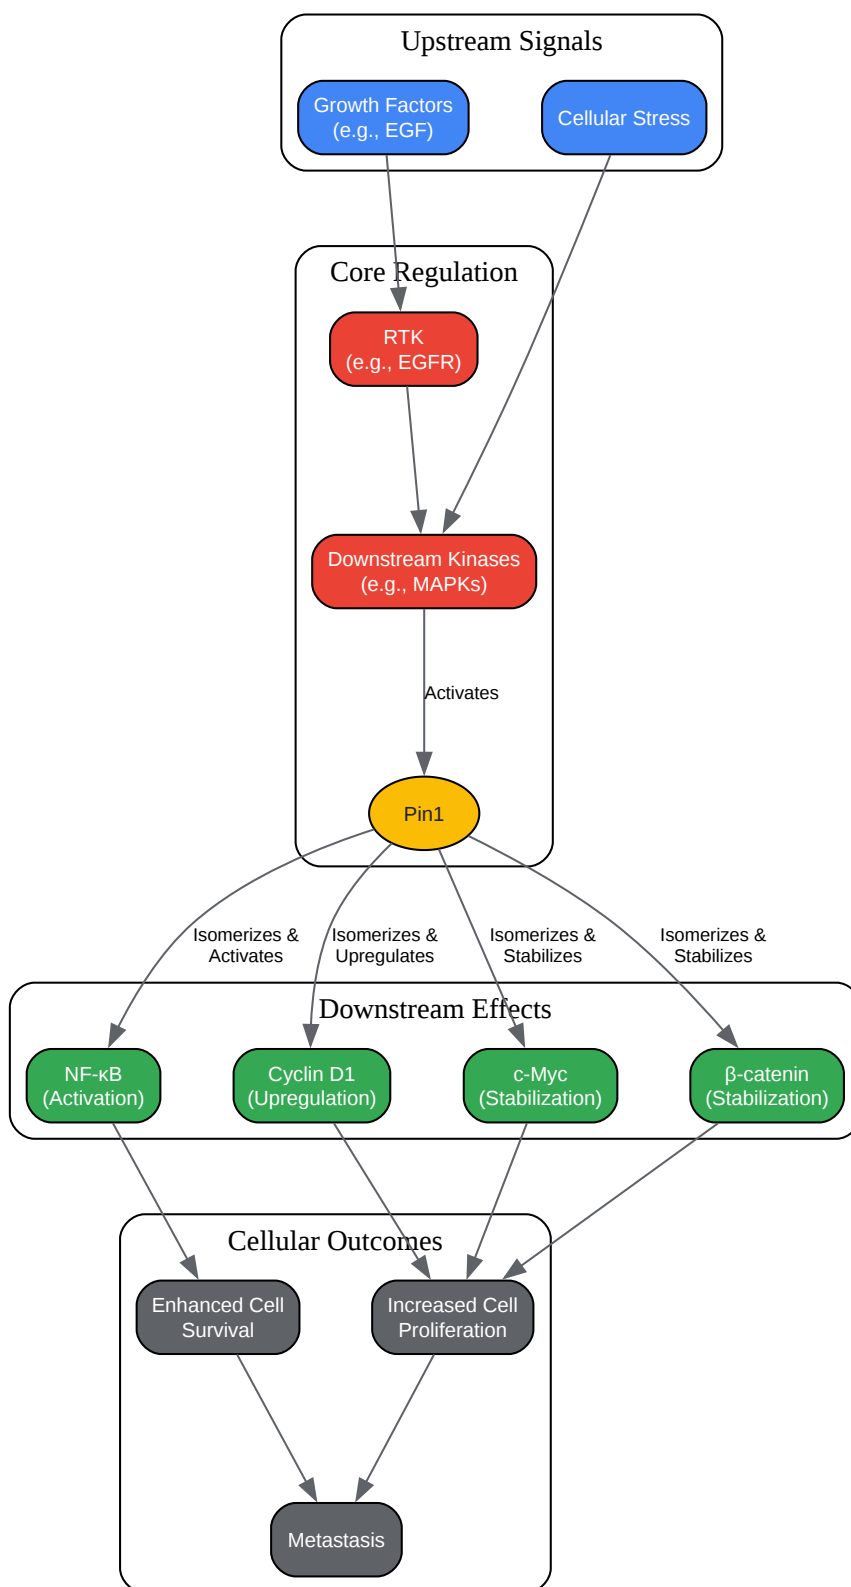 Upstream Signals
Growth Factors
(e.g., EGF)
Cellular Stress
Core Regulation
RTK
(e.g., EGFR)
Downstream Kinases
(e.g., MAPKs)
Activates
Pin1
Isomerizes &
Activates
Isomerizes &
Upregulates
Isomerizes &
Stabilizes
Isomerizes &
Stabilizes
Downstream Effects
NF-κB
(Activation)
Cyclin D1
(Upregulation)
c-Myc
(Stabilization)
β-catenin
(Stabilization)
Cellular Outcomes
Enhanced Cell
Survival
Increased Cell
Proliferation
Metastasis